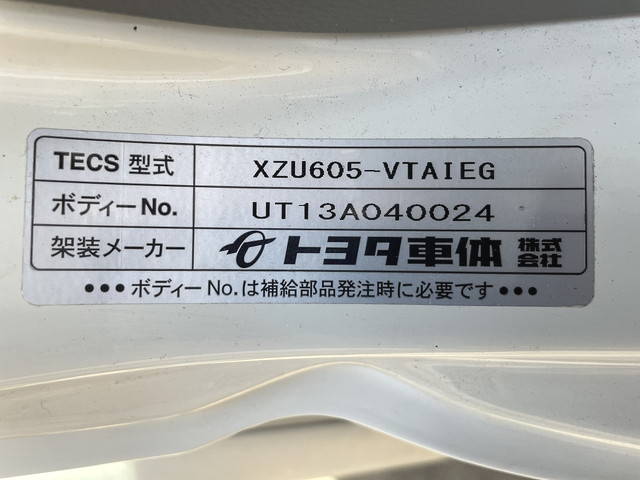 TECS 型式 XZU605-VTAIEG
ボディーNo. UT13A040024
架装メーカー トヨタ車体 株式会社
●●●ボディーNo.は補給部品発注時に必要です●●●